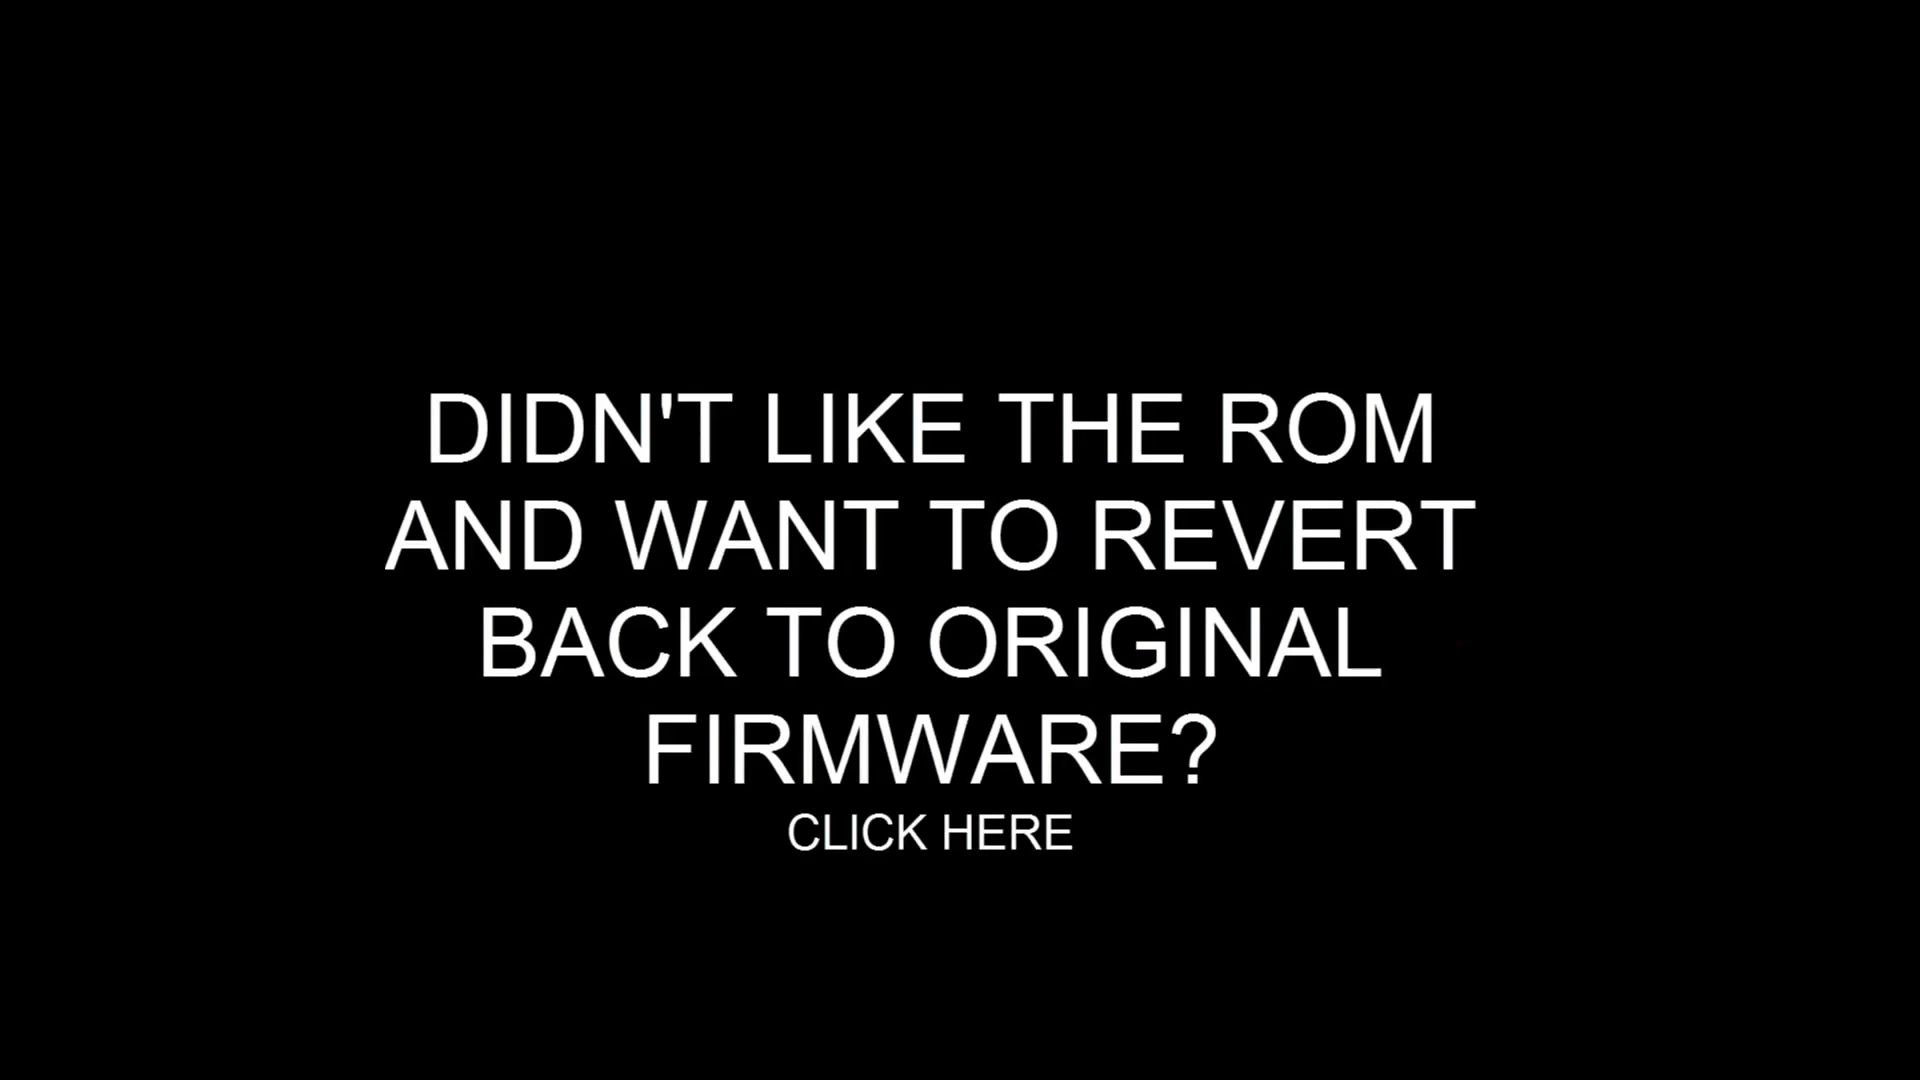 DIDN'T LIKE THE ROM
AND WANT TO REVERT
BACK TO ORIGINAL
FIRMWARE?
CLICK HERE